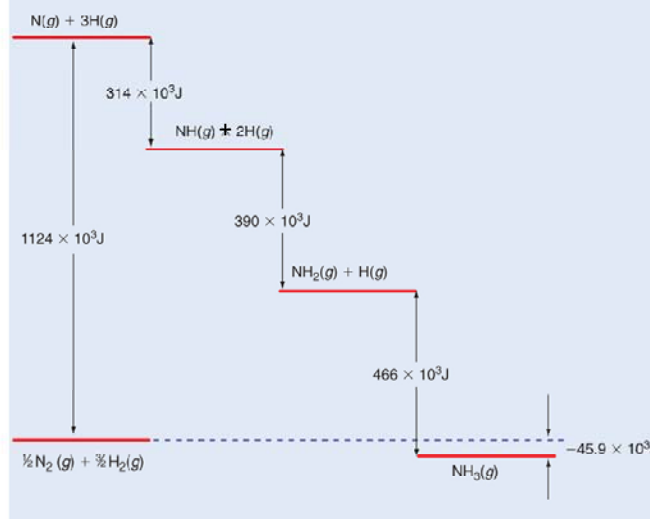 N(g) + 3H(g)
314 × 10³J
NH(g) + 2H(g)
390 × 10³J
1124 × 10³J
NH₂(g) + H(g)
466 × 10³J
−45.9 × 10³
½N₂ (g) + ³⁄₂H₂(g)
NH₃(g)